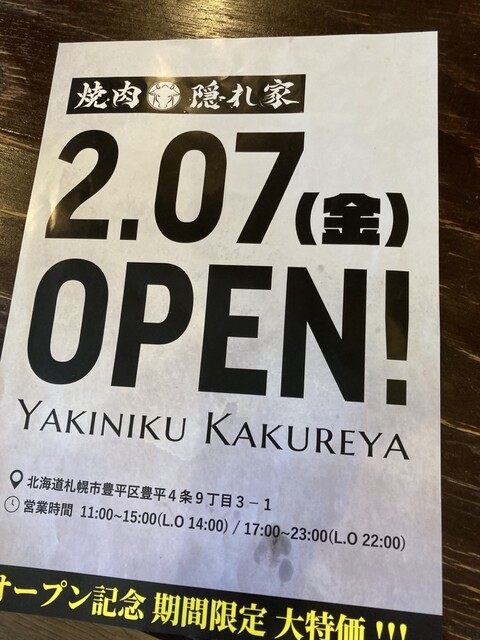 焼肉 隠れ家
2.07(金)
OPEN!
YAKINIKU KAKUREYA
北海道札幌市豊平区豊平4条9丁目3−1
営業時間 11:00~15:00(L.O 14:00) / 17:00~23:00(L.O 22:00)
オープン記念 期間限定 大特価 !!!